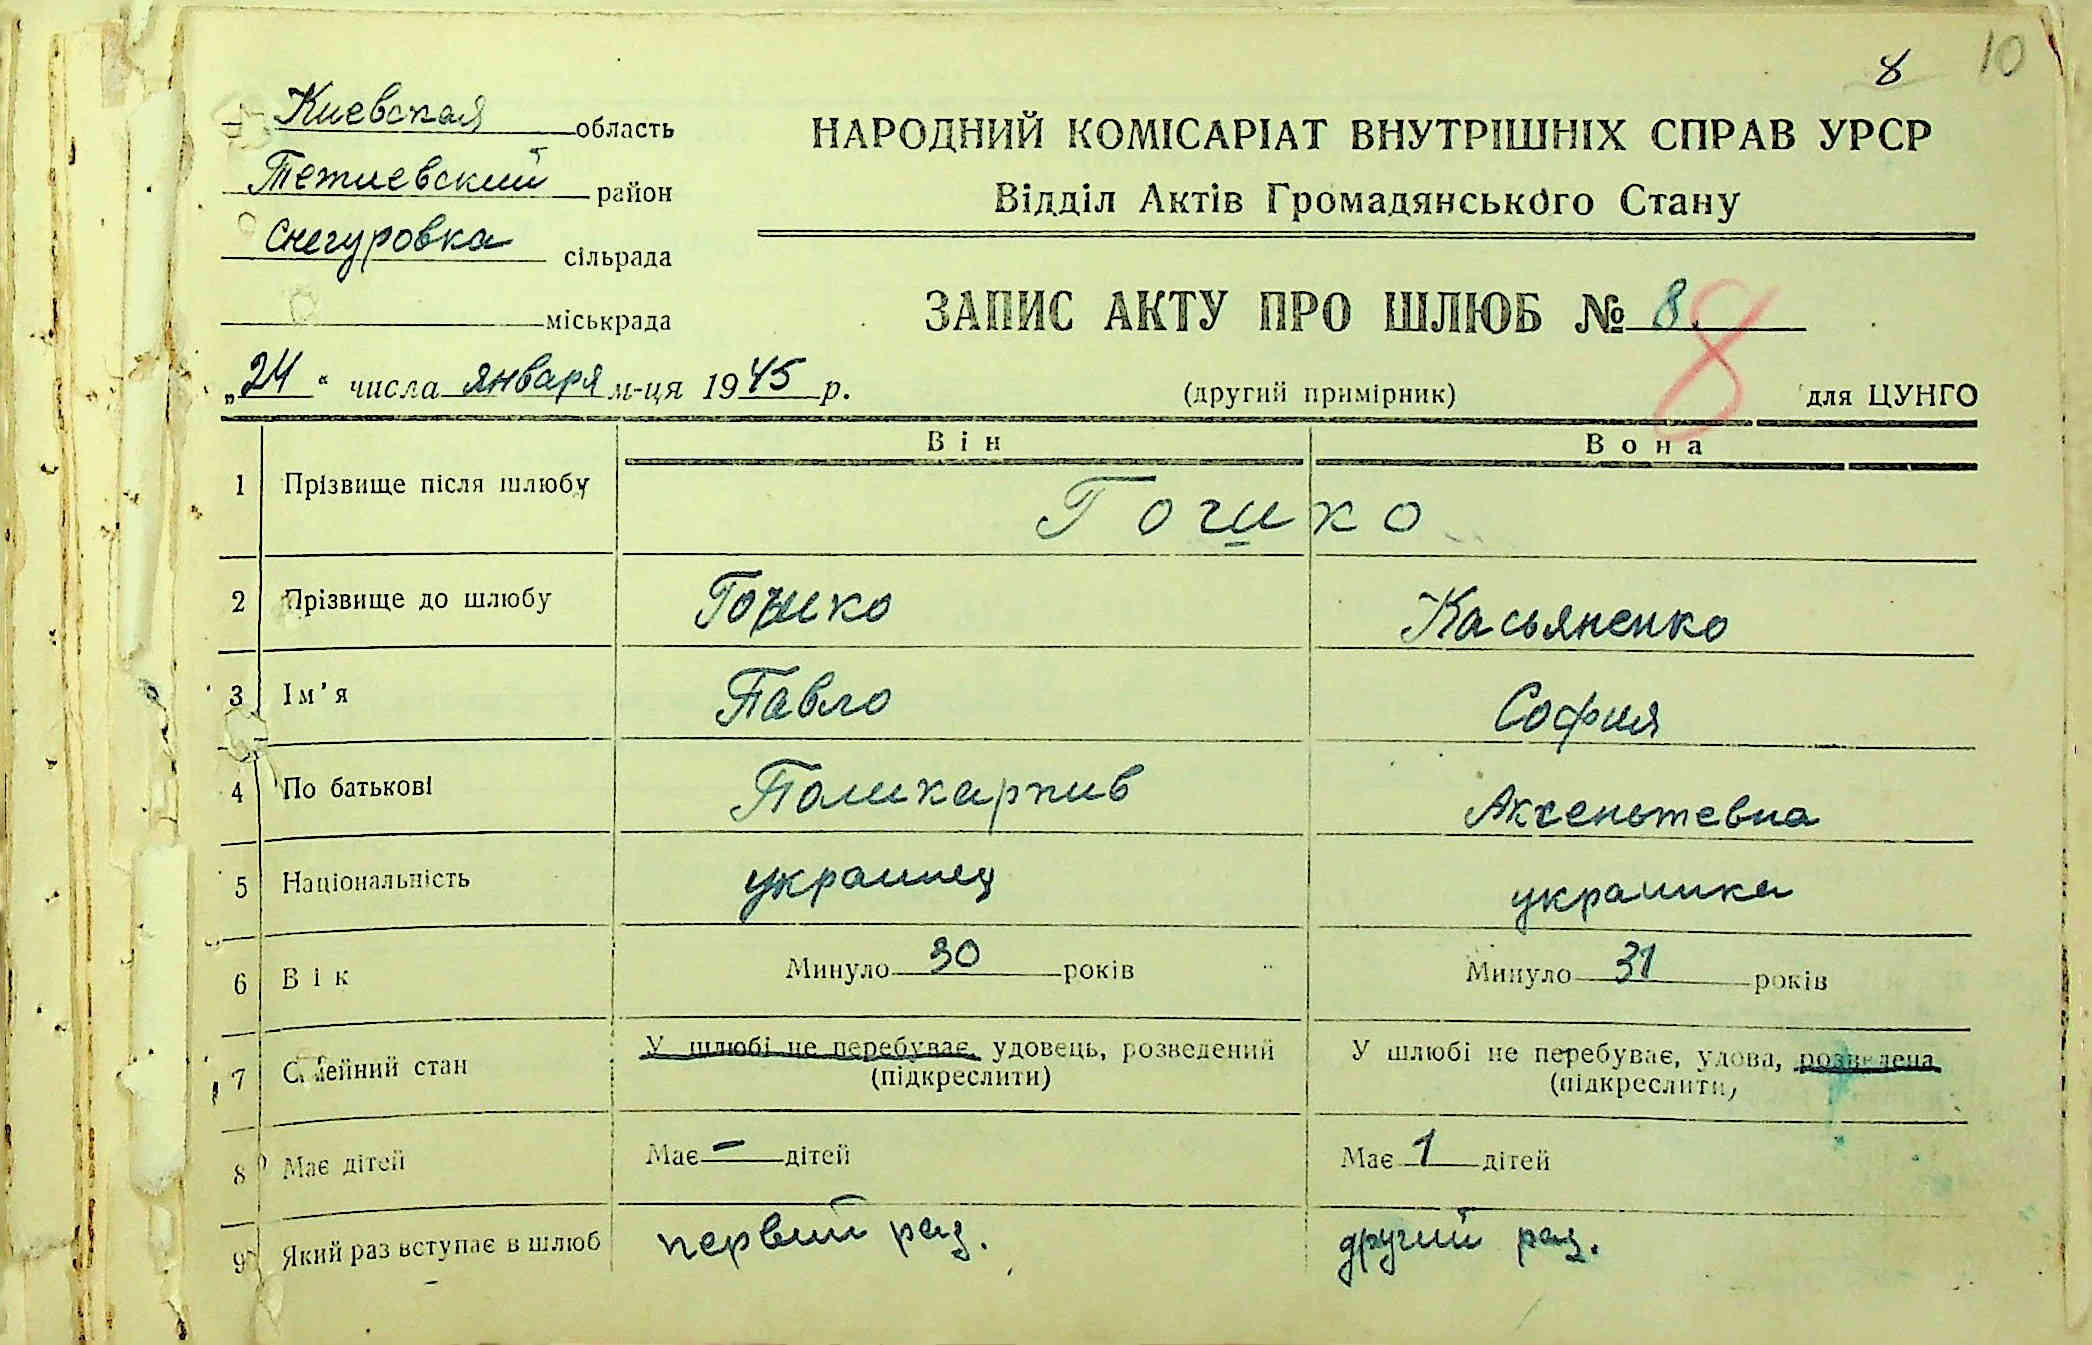 8 10
Киевская область
Тетиевский район
Снегуровка сільрада
міськрада
НАРОДНИЙ КОМІСАРІАТ ВНУТРІШНІХ СПРАВ УРСР
Відділ Актів Громадянського Стану
ЗАПИС АКТУ ПРО ШЛЮБ № 8.
8
„24“ числа января м-ця 1945 р.
(другий примірник)
для ЦУНГО
Він Вона
1 Прізвище після шлюбу Гошко
2 Прізвище до шлюбу Гошко Касьяненко
3 Ім'я Павло София
4 По батькові Поликарпив Аксентевна
5 Національність украинец украинка
6 Вік Минуло 30 років Минуло 31 років
7 Сімейний стан У шлюбі не перебуває, удовець, розведений У шлюбі не перебуває, удова, розведена
(підкреслити) (підкреслити)
8 Має дітей Має — дітей Має 1 дітей
9 Який раз вступає в шлюб первий раз. другий раз.